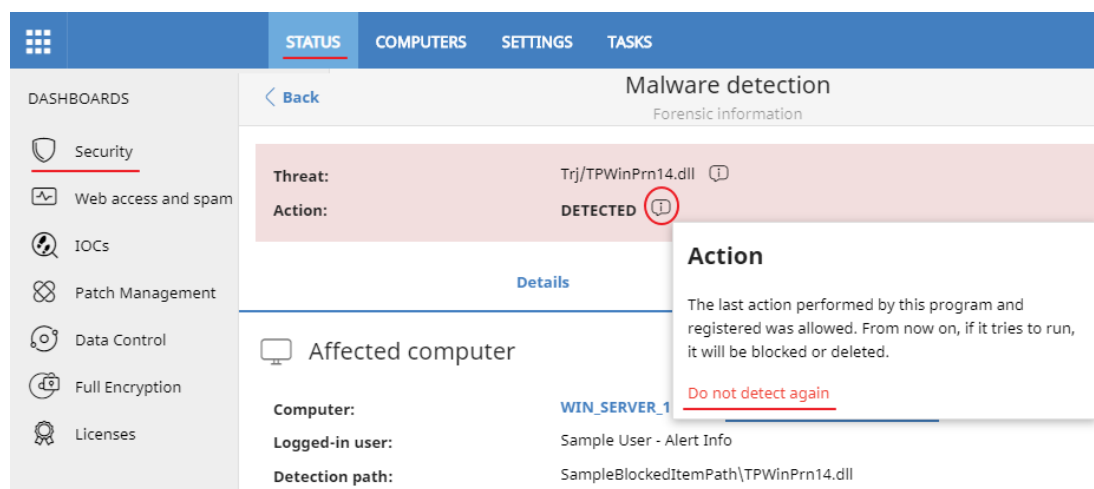 STATUS COMPUTERS SETTINGS TASKS
DASHBOARDS
Security
Web access and spam
IOCs
Patch Management
Data Control
Full Encryption
Licenses
Back
Malware detection
Forensic information
Threat: Trj/TPWinPrn14.dll
Action: DETECTED
Details
Action
The last action performed by this program and
registered was allowed. From now on, if it tries to run,
it will be blocked or deleted.
Do not detect again
Affected computer
Computer: WIN_SERVER_1
Logged-in user: Sample User - Alert Info
Detection path: SampleBlockedItemPath\TPWinPrn14.dll